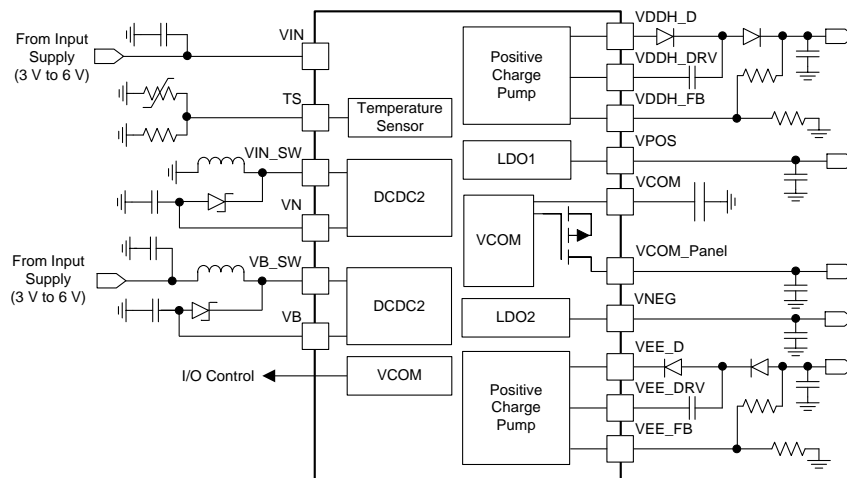 From Input
Supply
(3 V to 6 V)
VIN
TS
Temperature
Sensor
VIN_SW
VN
DCDC2
From Input
Supply
(3 V to 6 V)
VB_SW
VB
DCDC2
I/O Control
VCOM
Positive
Charge
Pump
VDDH_D
VDDH_DRV
VDDH_FB
LDO1
VPOS
VCOM
VCOM
VCOM_Panel
LDO2
VNEG
Positive
Charge
Pump
VEE_D
VEE_DRV
VEE_FB